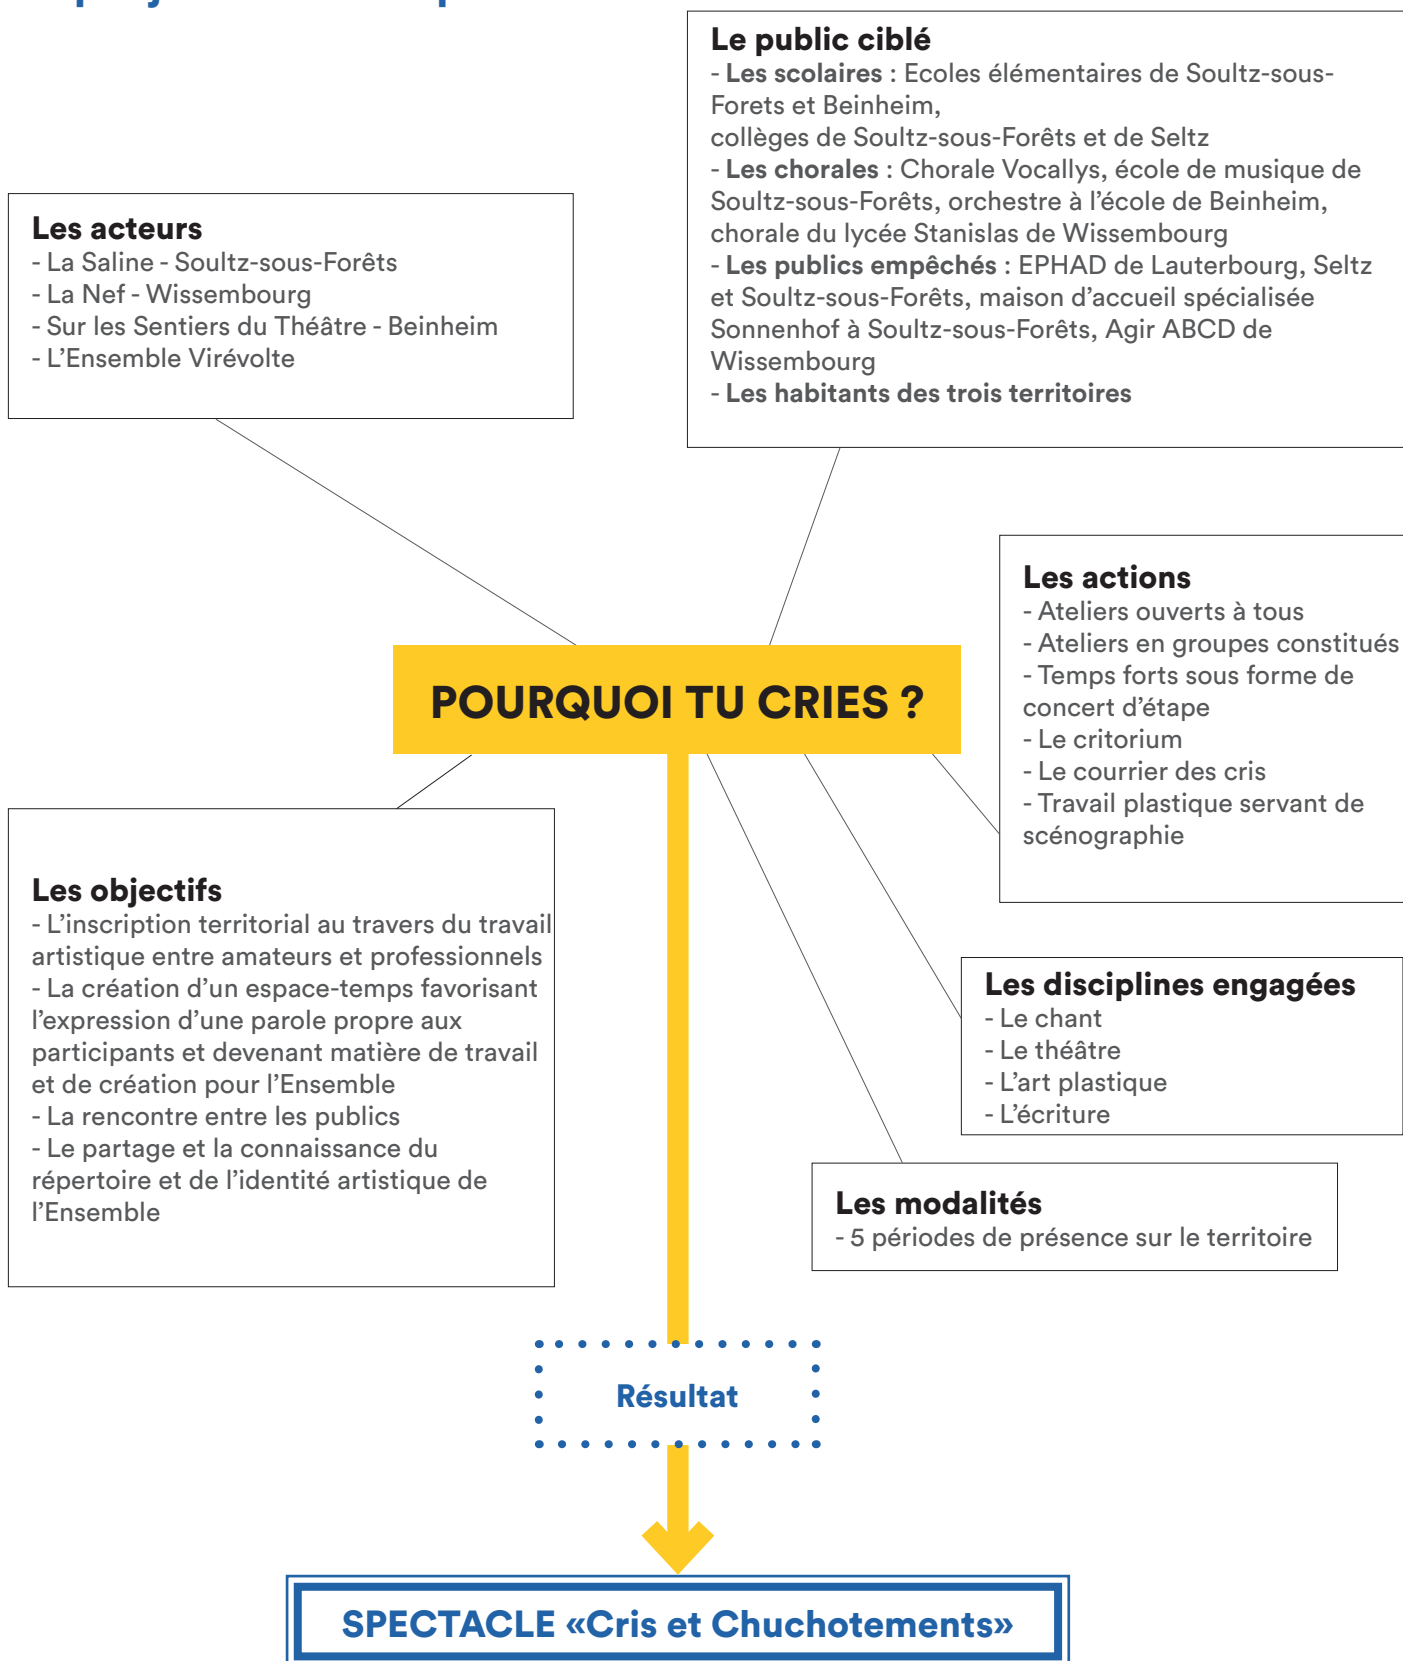 Le public ciblé
- Les scolaires : Ecoles élémentaires de Soultz-sous-
Forets et Beinheim,
collèges de Soultz-sous-Forêts et de Seltz
- Les chorales : Chorale Vocallys, école de musique de
Soultz-sous-Forêts, orchestre à l'école de Beinheim,
chorale du lycée Stanislas de Wissembourg
- Les publics empêchés : EPHAD de Lauterbourg, Seltz
et Soultz-sous-Forêts, maison d'accueil spécialisée
Sonnenhof à Soultz-sous-Forêts, Agir ABCD de
Wissembourg
- Les habitants des trois territoires
Les acteurs
- La Saline - Soultz-sous-Forêts
- La Nef - Wissembourg
- Sur les Sentiers du Théâtre - Beinheim
- L'Ensemble Virévolte
Les actions
- Ateliers ouverts à tous
- Ateliers en groupes constitués
- Temps forts sous forme de
concert d'étape
- Le critorium
- Le courrier des cris
- Travail plastique servant de
scénographie
POURQUOI TU CRIES ?
Les objectifs
- L'inscription territorial au travers du travail
artistique entre amateurs et professionnels
- La création d'un espace-temps favorisant
l'expression d'une parole propre aux
participants et devenant matière de travail
et de création pour l'Ensemble
- La rencontre entre les publics
- Le partage et la connaissance du
répertoire et de l'identité artistique de
l'Ensemble
Les disciplines engagées
- Le chant
- Le théâtre
- L'art plastique
- L'écriture
Les modalités
- 5 périodes de présence sur le territoire
Résultat
SPECTACLE «Cris et Chuchotements»